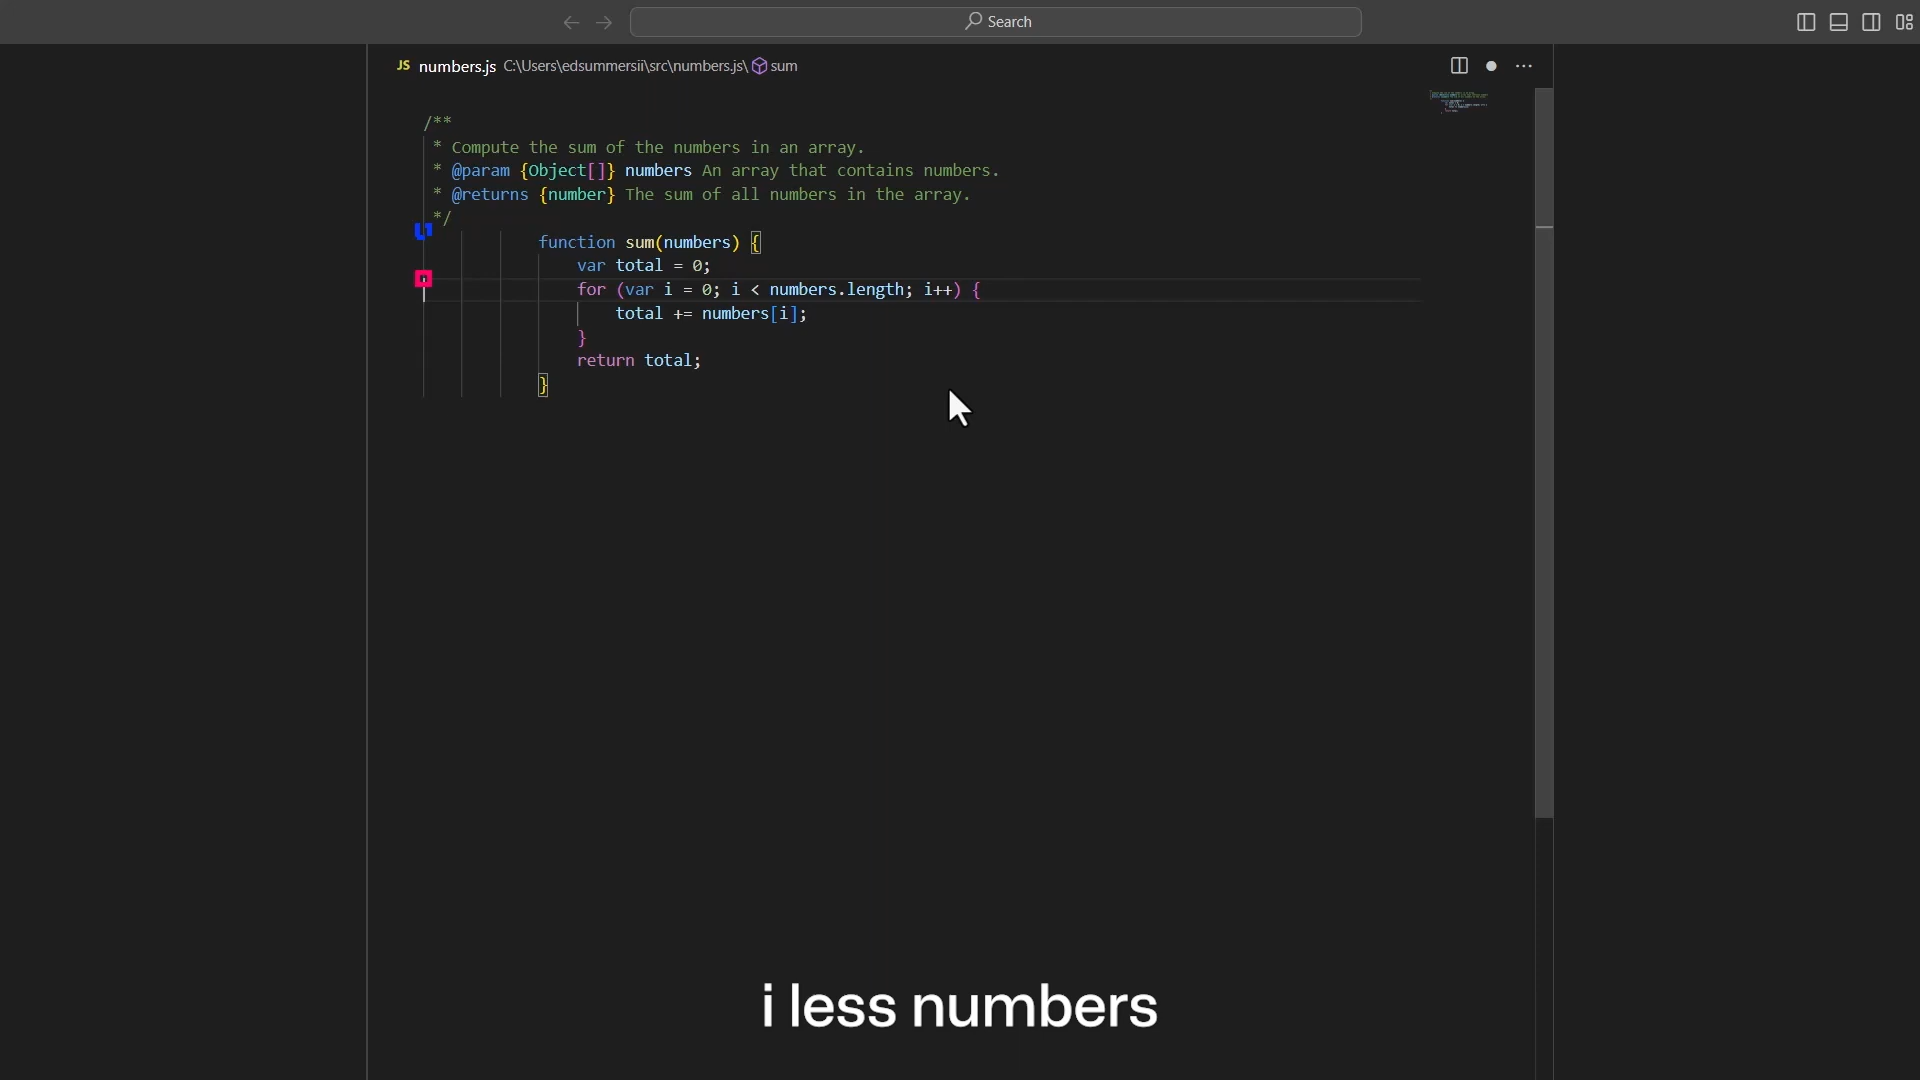 Search
JS numbers.js C:\Users\edsummersii\src\numbers.js\ sum
/**
* Compute the sum of the numbers in an array.
* @param {Object[]} numbers An array that contains numbers.
* @returns {number} The sum of all numbers in the array.
*/
function sum(numbers) {
var total = 0;
for (var i = 0; i < numbers.length; i++) {
total += numbers[i];
}
return total;
}
i less numbers